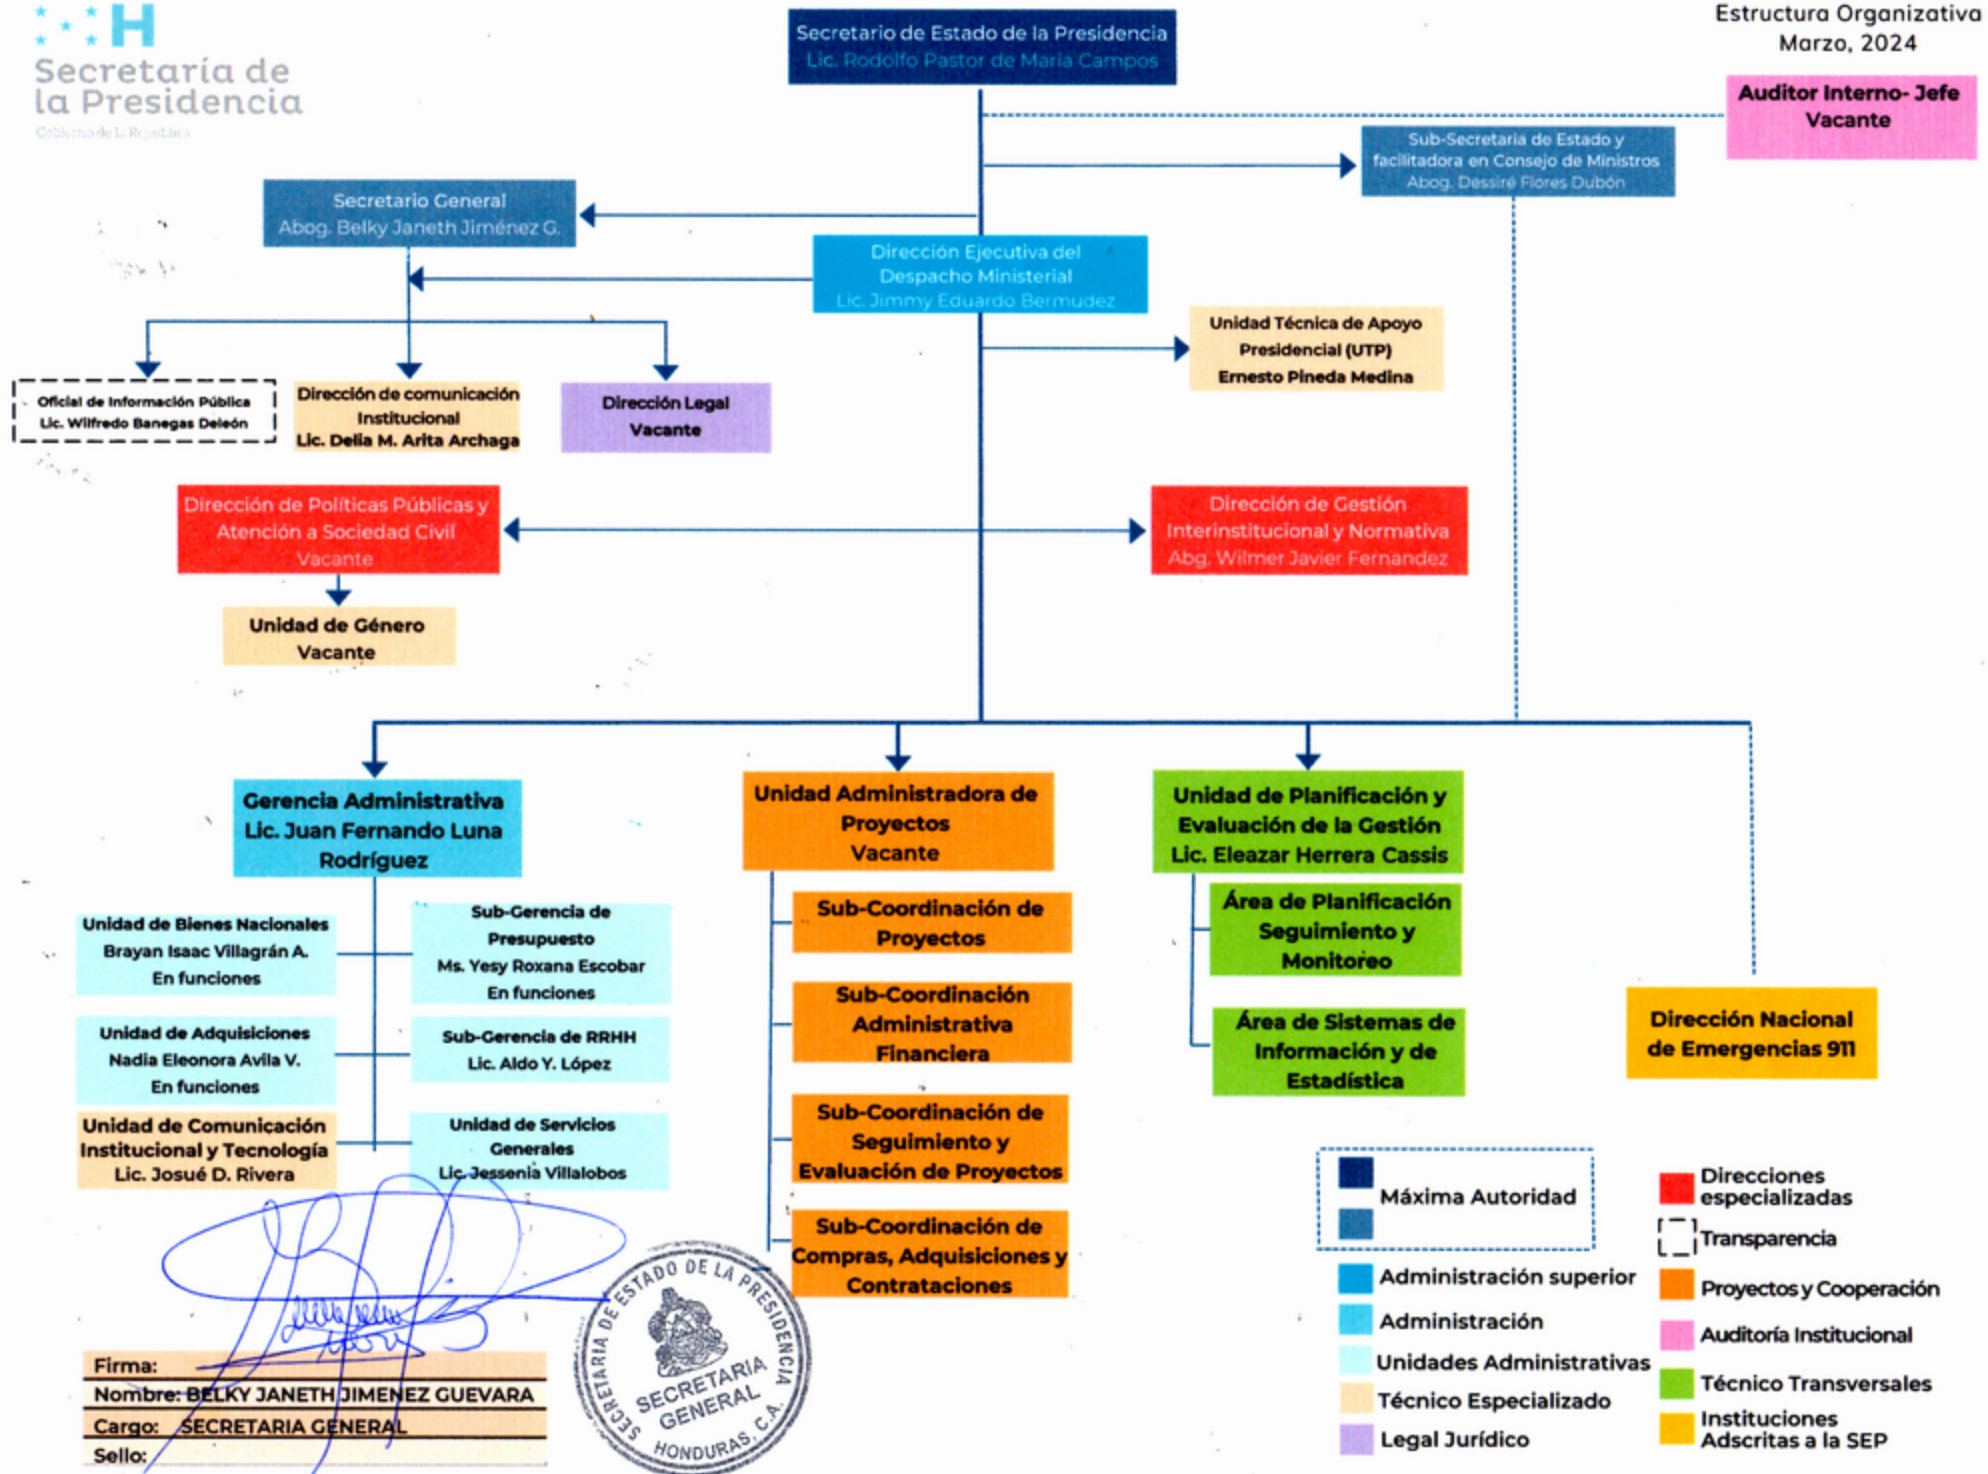 H
Secretaría de
la Presidencia
Gobierno de la República
Estructura Organizativa
Marzo, 2024
Secretario de Estado de la Presidencia
Lic. Rodolfo Pastor de Maria Campos
Auditor Interno- Jefe
Vacante
Sub-Secretaria de Estado y
facilitadora en Consejo de Ministros
Abog. Dessiré Flores Dubón
Secretario General
Abog. Belky Janeth Jiménez G.
Dirección Ejecutiva del
Despacho Ministerial
Lic. Jimmy Eduardo Bermudez
Unidad Técnica de Apoyo
Presidencial (UTP)
Ernesto Pineda Medina
Oficial de Información Pública
Lic. Wilfredo Banegas Deleón
Dirección de comunicación
Institucional
Lic. Delia M. Arita Archaga
Dirección Legal
Vacante
Dirección de Políticas Públicas y
Atención a Sociedad Civil
Vacante
Dirección de Gestión
Interinstitucional y Normativa
Abg. Wilmer Javier Fernandez
Unidad de Género
Vacante
Gerencia Administrativa
Lic. Juan Fernando Luna
Rodríguez
Unidad Administradora de
Proyectos
Vacante
Unidad de Planificación y
Evaluación de la Gestión
Lic. Eleazar Herrera Cassis
Unidad de Bienes Nacionales
Brayan Isaac Villagrán A.
En funciones
Sub-Gerencia de
Presupuesto
Ms. Yesy Roxana Escobar
En funciones
Unidad de Adquisiciones
Nadia Eleonora Avila V.
En funciones
Sub-Gerencia de RRHH
Lic. Aldo Y. López
Unidad de Comunicación
Institucional y Tecnología
Lic. Josué D. Rivera
Unidad de Servicios
Generales
Lic. Jessenia Villalobos
Sub-Coordinación de
Proyectos
Sub-Coordinación
Administrativa
Financiera
Sub-Coordinación de
Seguimiento y
Evaluación de Proyectos
Sub-Coordinación de
Compras, Adquisiciones y
Contrataciones
Área de Planificación
Seguimiento y
Monitoreo
Área de Sistemas de
Información y de
Estadística
Dirección Nacional
de Emergencias 911
Máxima Autoridad
Administración superior
Administración
Unidades Administrativas
Técnico Especializado
Legal Jurídico
Direcciones
especializadas
Transparencia
Proyectos y Cooperación
Auditoría Institucional
Técnico Transversales
Instituciones
Adscritas a la SEP
Firma:
Nombre: BELKY JANETH JIMENEZ GUEVARA
Cargo: SECRETARIA GENERAL
Sello:
SECRETARIA DE ESTADO DE LA PRESIDENCIA
SECRETARIA
GENERAL
HONDURAS, C.A.